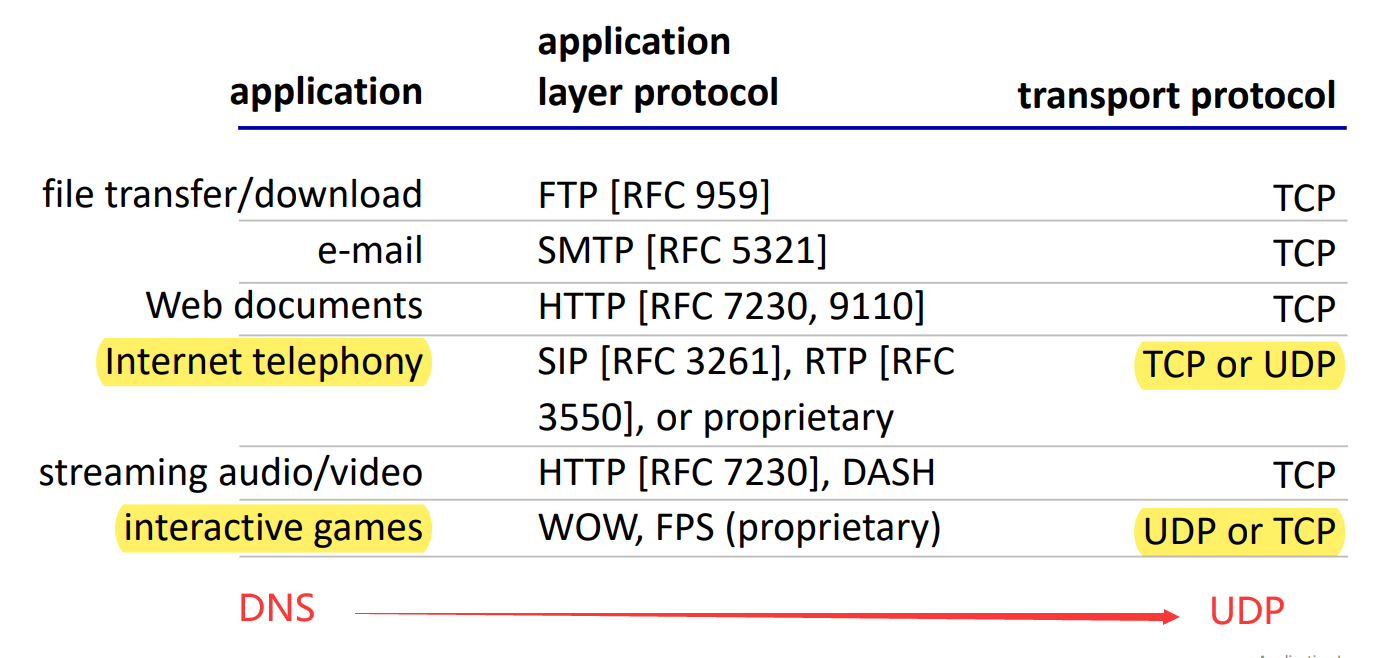 application
application
layer protocol
transport protocol
file transfer/download
FTP [RFC 959]
TCP
e-mail
SMTP [RFC 5321]
TCP
Web documents
HTTP [RFC 7230, 9110]
TCP
Internet telephony
SIP [RFC 3261], RTP [RFC
3550], or proprietary
TCP or UDP
streaming audio/video
HTTP [RFC 7230], DASH
TCP
interactive games
WOW, FPS (proprietary)
UDP or TCP
DNS
UDP